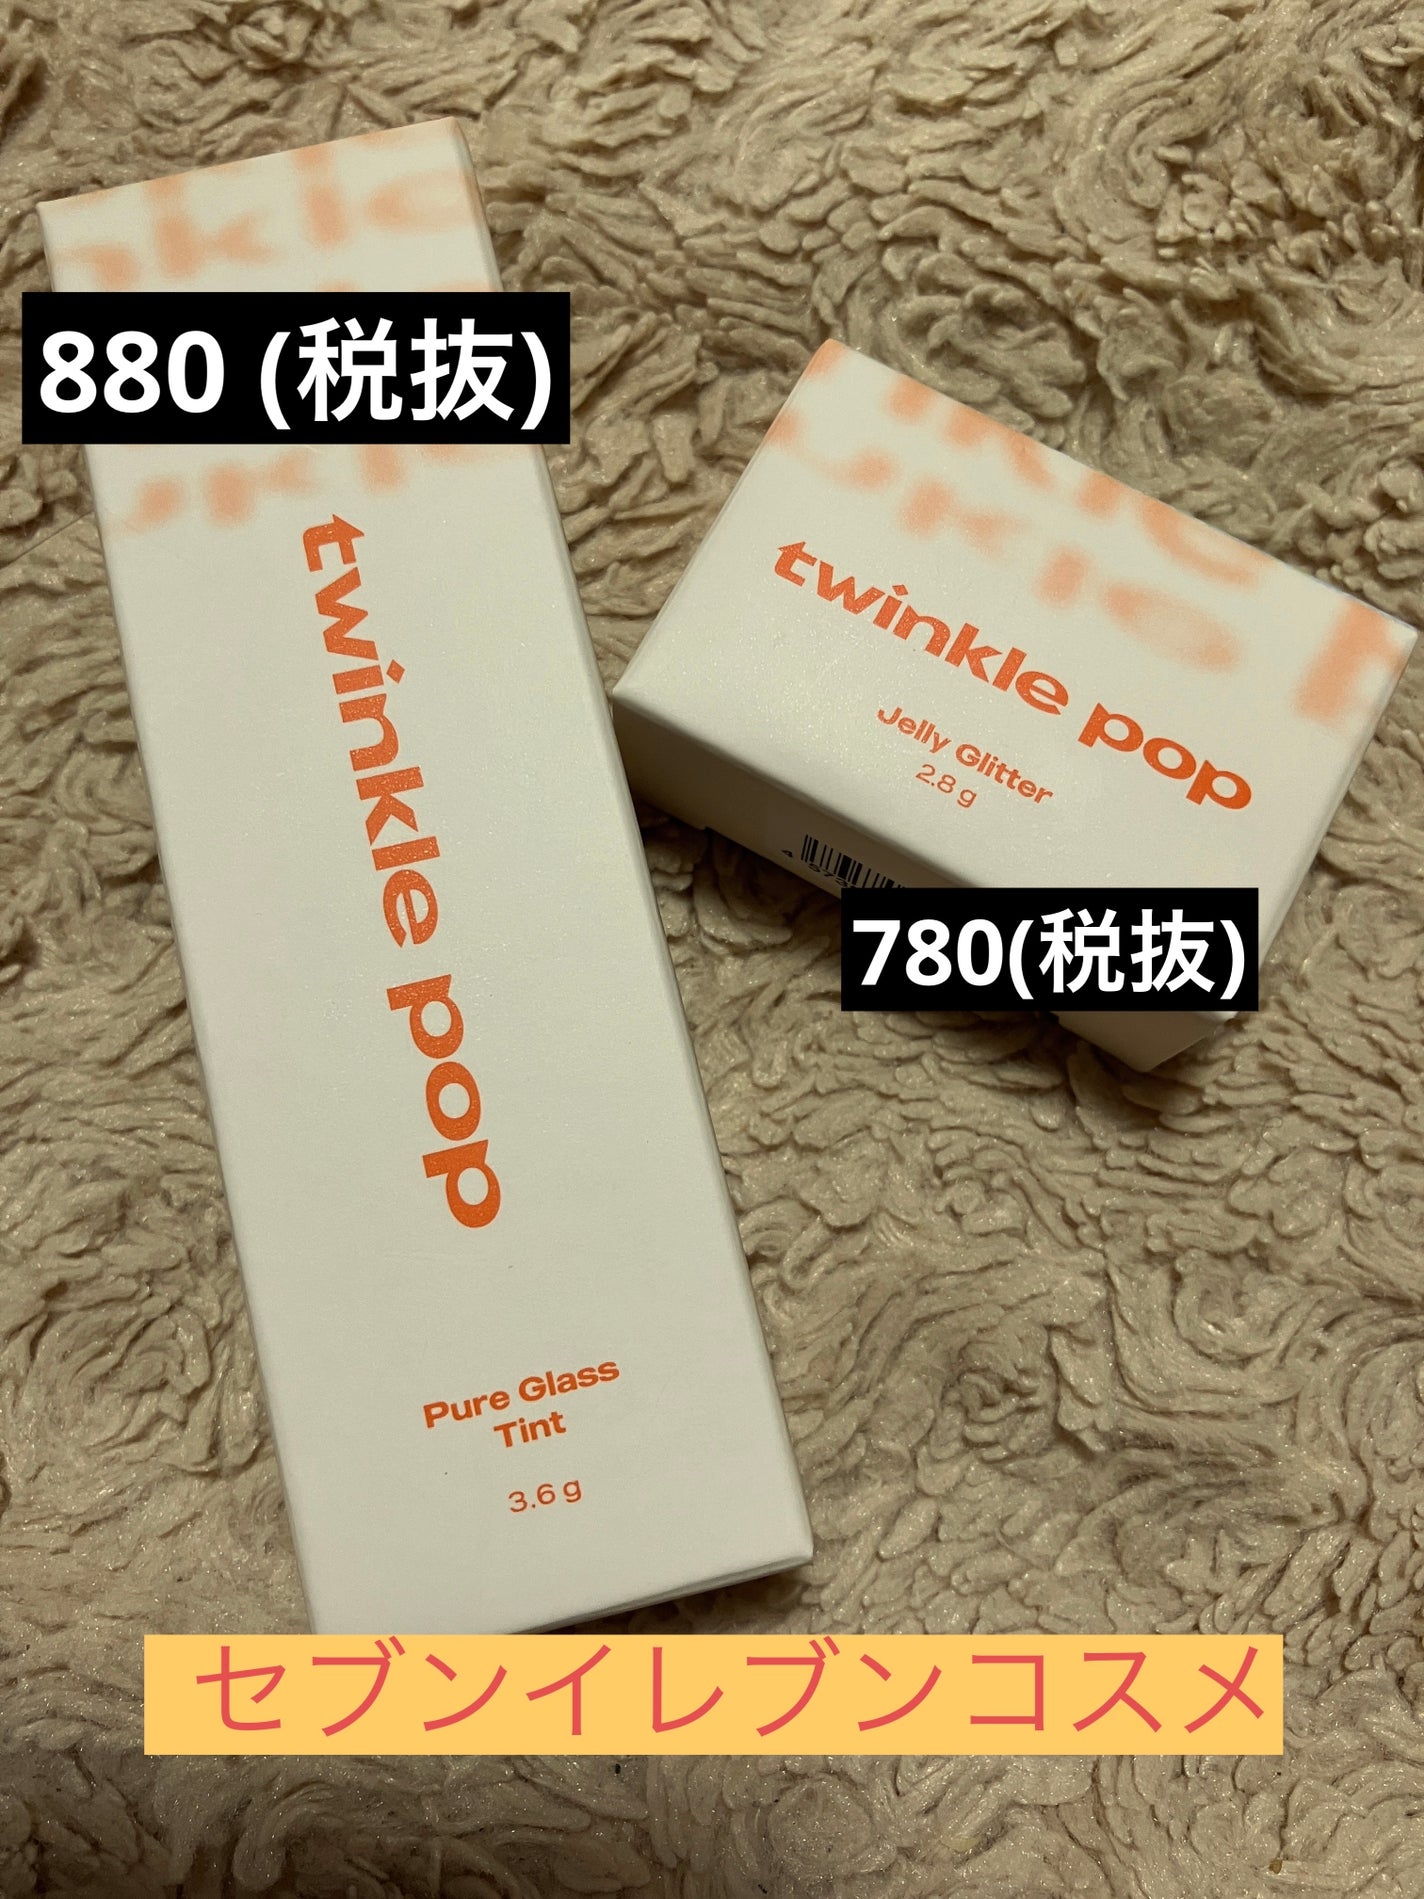 880 (税抜)
twinkle pop
Pure Glass
Tint
3.6 g
twinkle pop
Jelly Glitter
2.8 g
780(税抜)
セブンイレブンコスメ